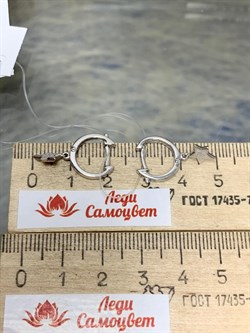 0 1 2 3 4 5
Леди
Самоцвет
ГОСТ 17435-7
0 1 2 3 4 5
Леди
Самоцвет
ГОСТ 17435-